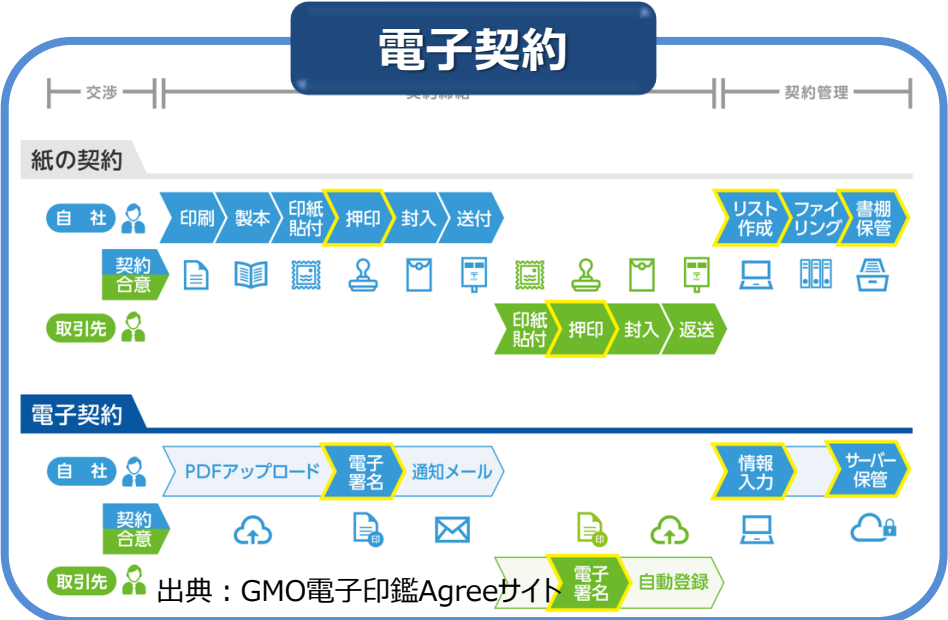 電子契約
交渉
契約管理
紙の契約
自 社
印刷
製本
印紙
貼付
押印
封入
送付
リスト
作成
ファイ
リング
書棚
保管
契約
合意
〒
〒
取引先
印紙
貼付
押印
封入
返送
電子契約
自 社
PDFアップロード
電子
署名
通知メール
情報
入力
サーバー
保管
契約
合意
印
印
取引先
電子
署名
自動登録
出典：GMO電子印鑑Agreeサイト